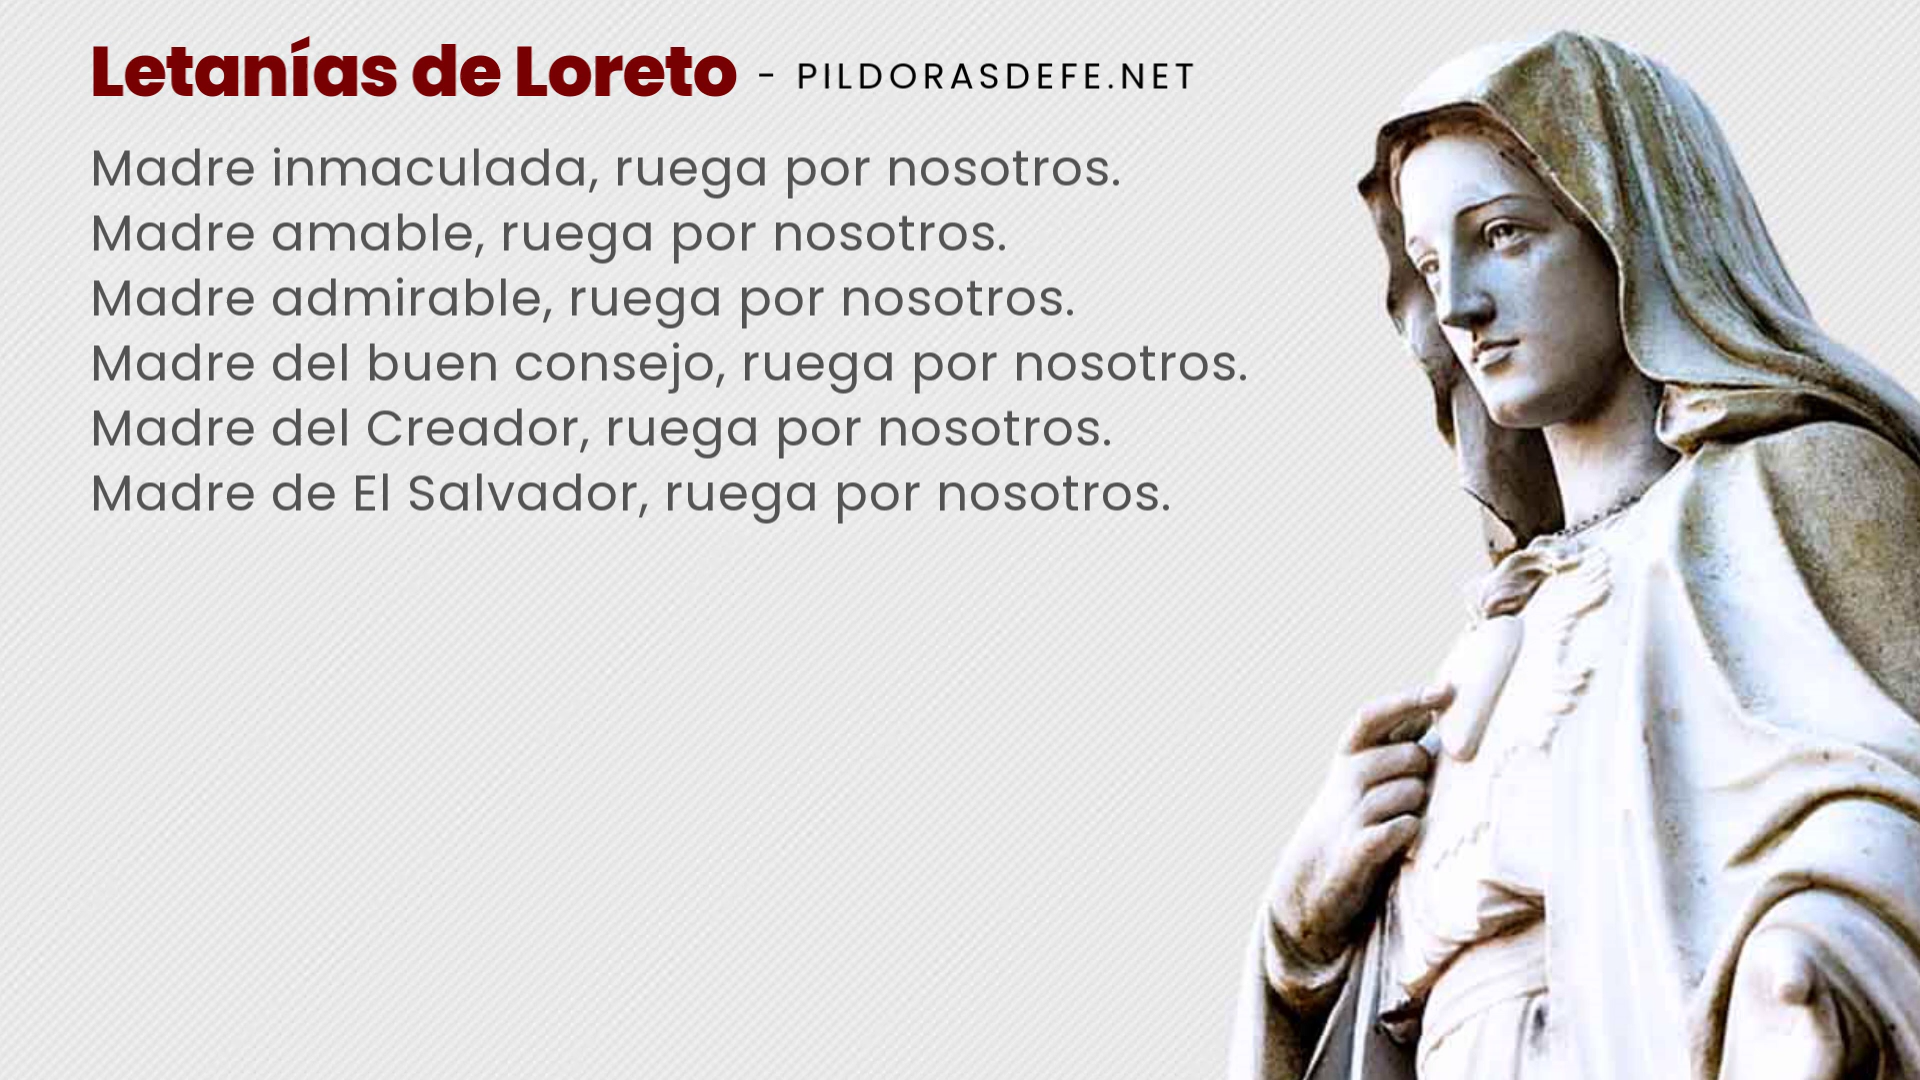 Letanías de Loreto - PILDORASDEFE.NET
Madre inmaculada, ruega por nosotros.
Madre amable, ruega por nosotros.
Madre admirable, ruega por nosotros.
Madre del buen consejo, ruega por nosotros.
Madre del Creador, ruega por nosotros.
Madre de El Salvador, ruega por nosotros.